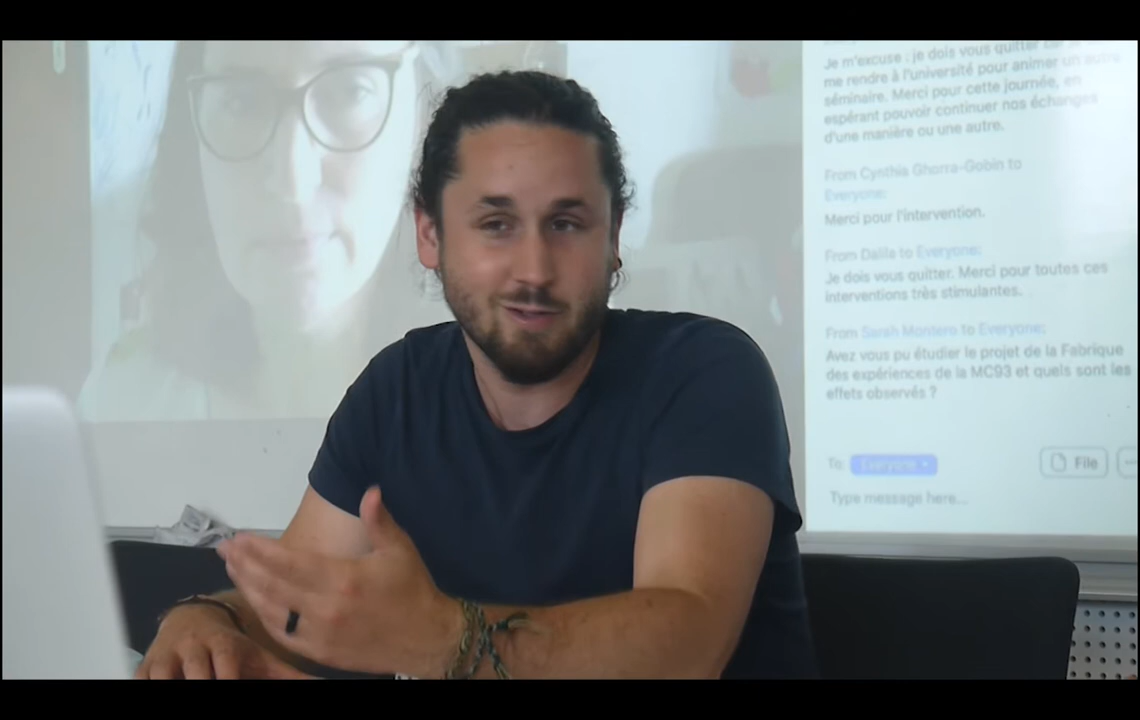 Je m'excuse : je dois vous quitter
me rendre à l'université pour animer un autre
séminaire. Merci pour cette journée, en
espérant pouvoir continuer nos échanges
d'une manière ou une autre.
From Cynthia Ghorra-Gobin to
Everyone:
Merci pour l'intervention.
From Dalila to Everyone:
Je dois vous quitter. Merci pour toutes ces
interventions très stimulantes.
From Sarah Montero to Everyone:
Avez vous pu étudier le projet de la Fabrique
des expériences de la MC93 et quels sont les
effets observés ?
To: Everyone
File
Type message here...